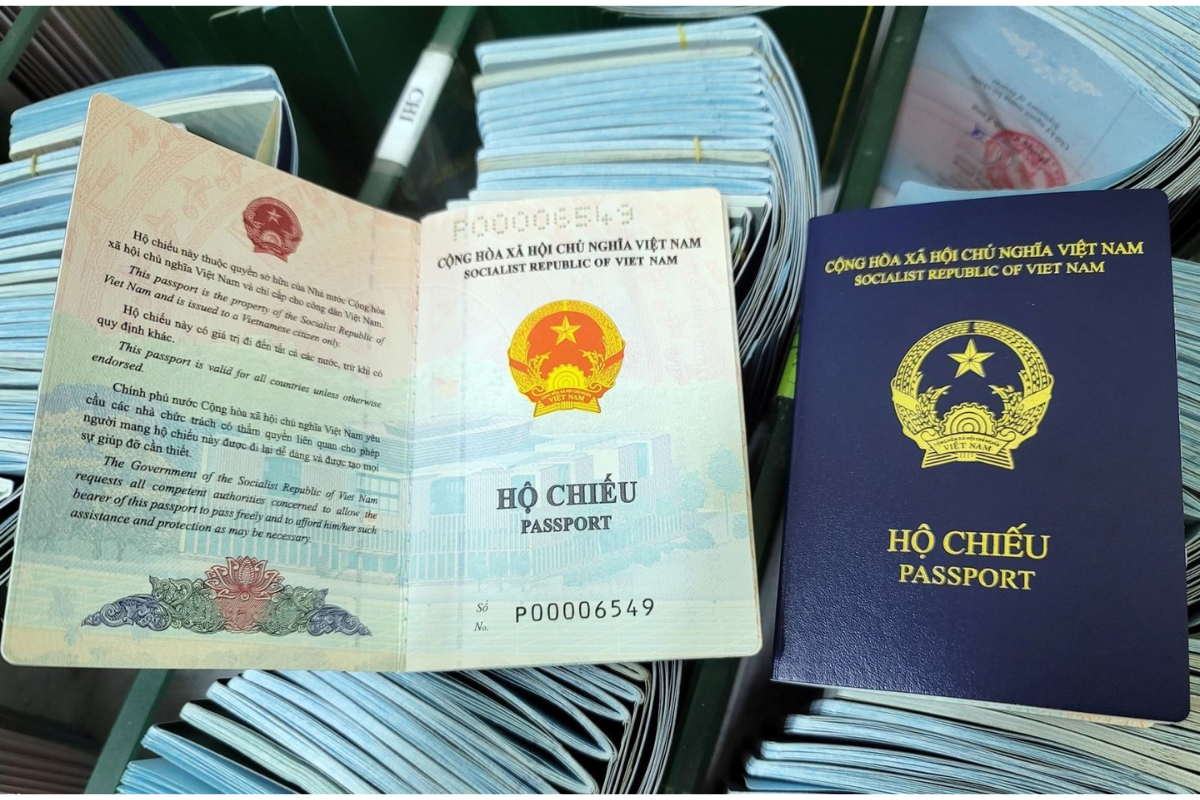 Hộ chiếu này thuộc quyền sở hữu của Nhà nước Cộng hòa
xã hội chủ nghĩa Việt Nam và chỉ cấp cho công dân Việt Nam.
This passport is the property of the Socialist Republic of
Viet Nam and is issued to a Vietnamese citizen only.
Hộ chiếu này có giá trị đi đến tất cả các nước, trừ khi có
quy định khác.
This passport is valid for all countries unless otherwise
endorsed.
Chính phủ nước Cộng hòa xã hội chủ nghĩa Việt Nam yêu
cầu các nhà chức trách có thẩm quyền liên quan cho phép
người mang hộ chiếu này được đi lại dễ dàng và được tạo mọi
sự giúp đỡ cần thiết.
The Government of the Socialist Republic of Viet Nam
requests all competent authorities concerned to allow the
bearer of this passport to pass freely and to afford him/her such
assistance and protection as may be necessary.
P00006549
CỘNG HÒA XÃ HỘI CHỦ NGHĨA VIỆT NAM
SOCIALIST REPUBLIC OF VIET NAM
VIỆT NAM
HỘ CHIẾU
PASSPORT
Số
No.
P00006549
CỘNG HÒA XÃ HỘI CHỦ NGHĨA VIỆT NAM
SOCIALIST REPUBLIC OF VIET NAM
CỘNG HÒA XÃ HỘI CHỦ NGHĨA
VIỆT NAM
HỘ CHIẾU
PASSPORT
CHI